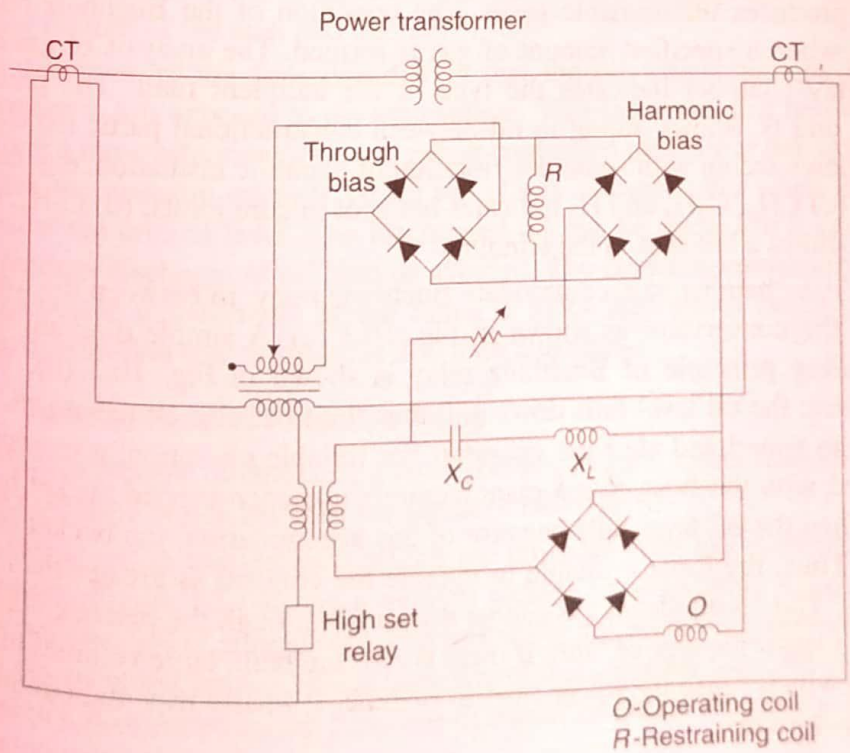 Power transformer
CT
CT
Through
bias
Harmonic
bias
R
X_C
X_L
High set
relay
O
O-Operating coil
R-Restraining coil